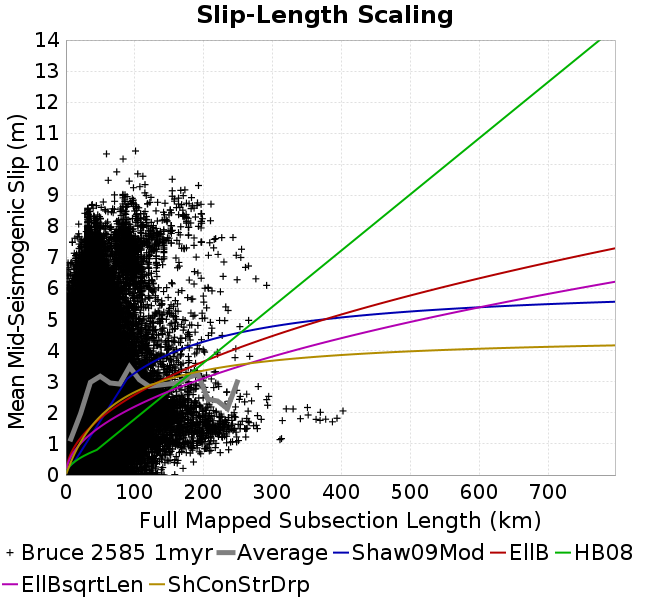 Slip-Length Scaling
Mean Mid-Seismogenic Slip (m)
14
13
12
11
10
9
8
7
6
5
4
3
2
1
0
0 100 200 300 400 500 600 700
Full Mapped Subsection Length (km)
Bruce 2585 1myr Average Shaw09Mod EllB HB08
EllBsqrtLen ShConStrDrp